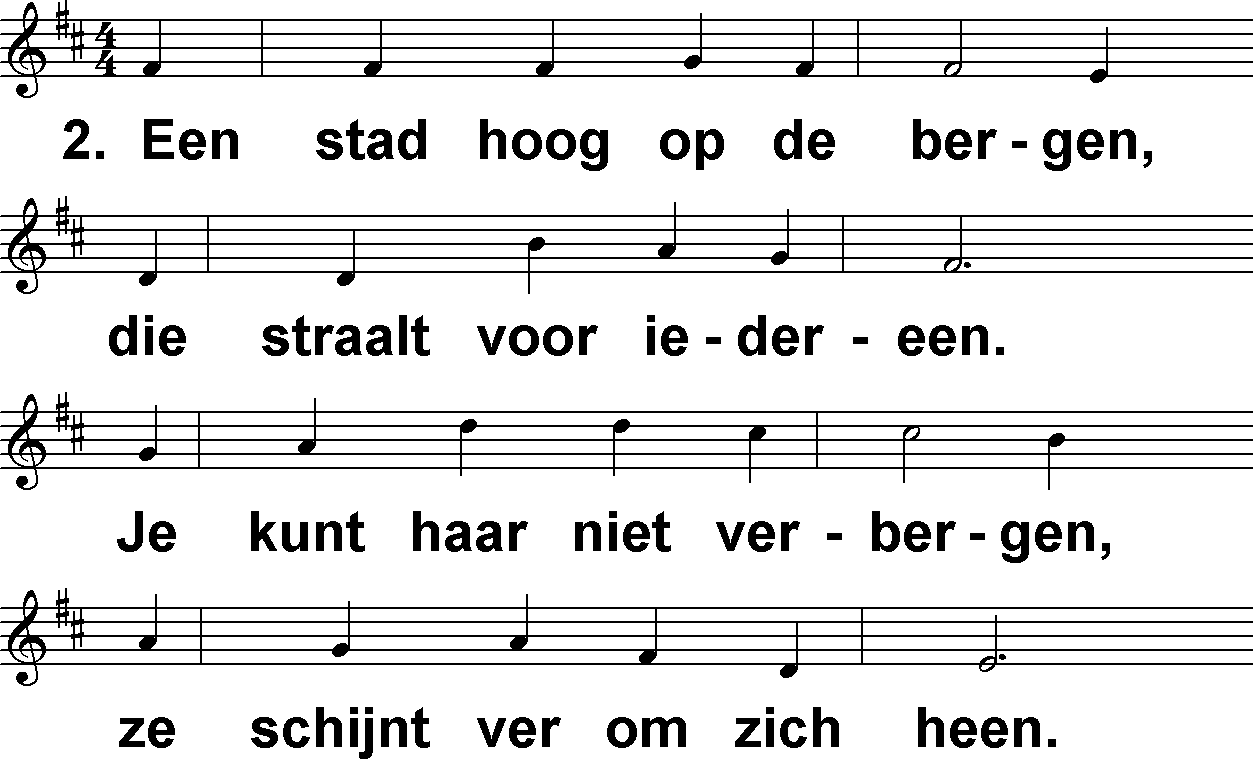 2. Een stad hoog op de ber - gen,
die straalt voor ie - der - een.
Je kunt haar niet ver - ber - gen,
ze schijnt ver om zich heen.